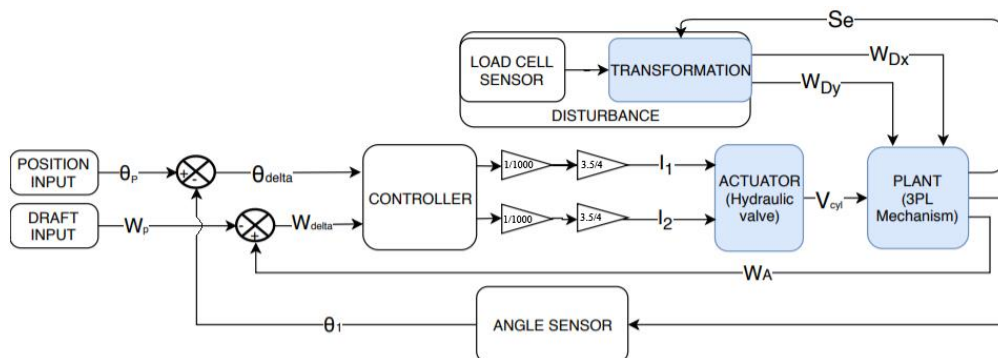 Se
LOAD CELL
SENSOR
TRANSFORMATION
DISTURBANCE
WDx
WDy
POSITION
INPUT
θP
+
-
θdelta
DRAFT
INPUT
Wp
-
+
Wdelta
CONTROLLER
1/1000
3.5/4
I1
1/1000
3.5/4
I2
ACTUATOR
(Hydraulic
valve)
Vcyl
PLANT
(3PL
Mechanism)
WA
θ1
ANGLE SENSOR